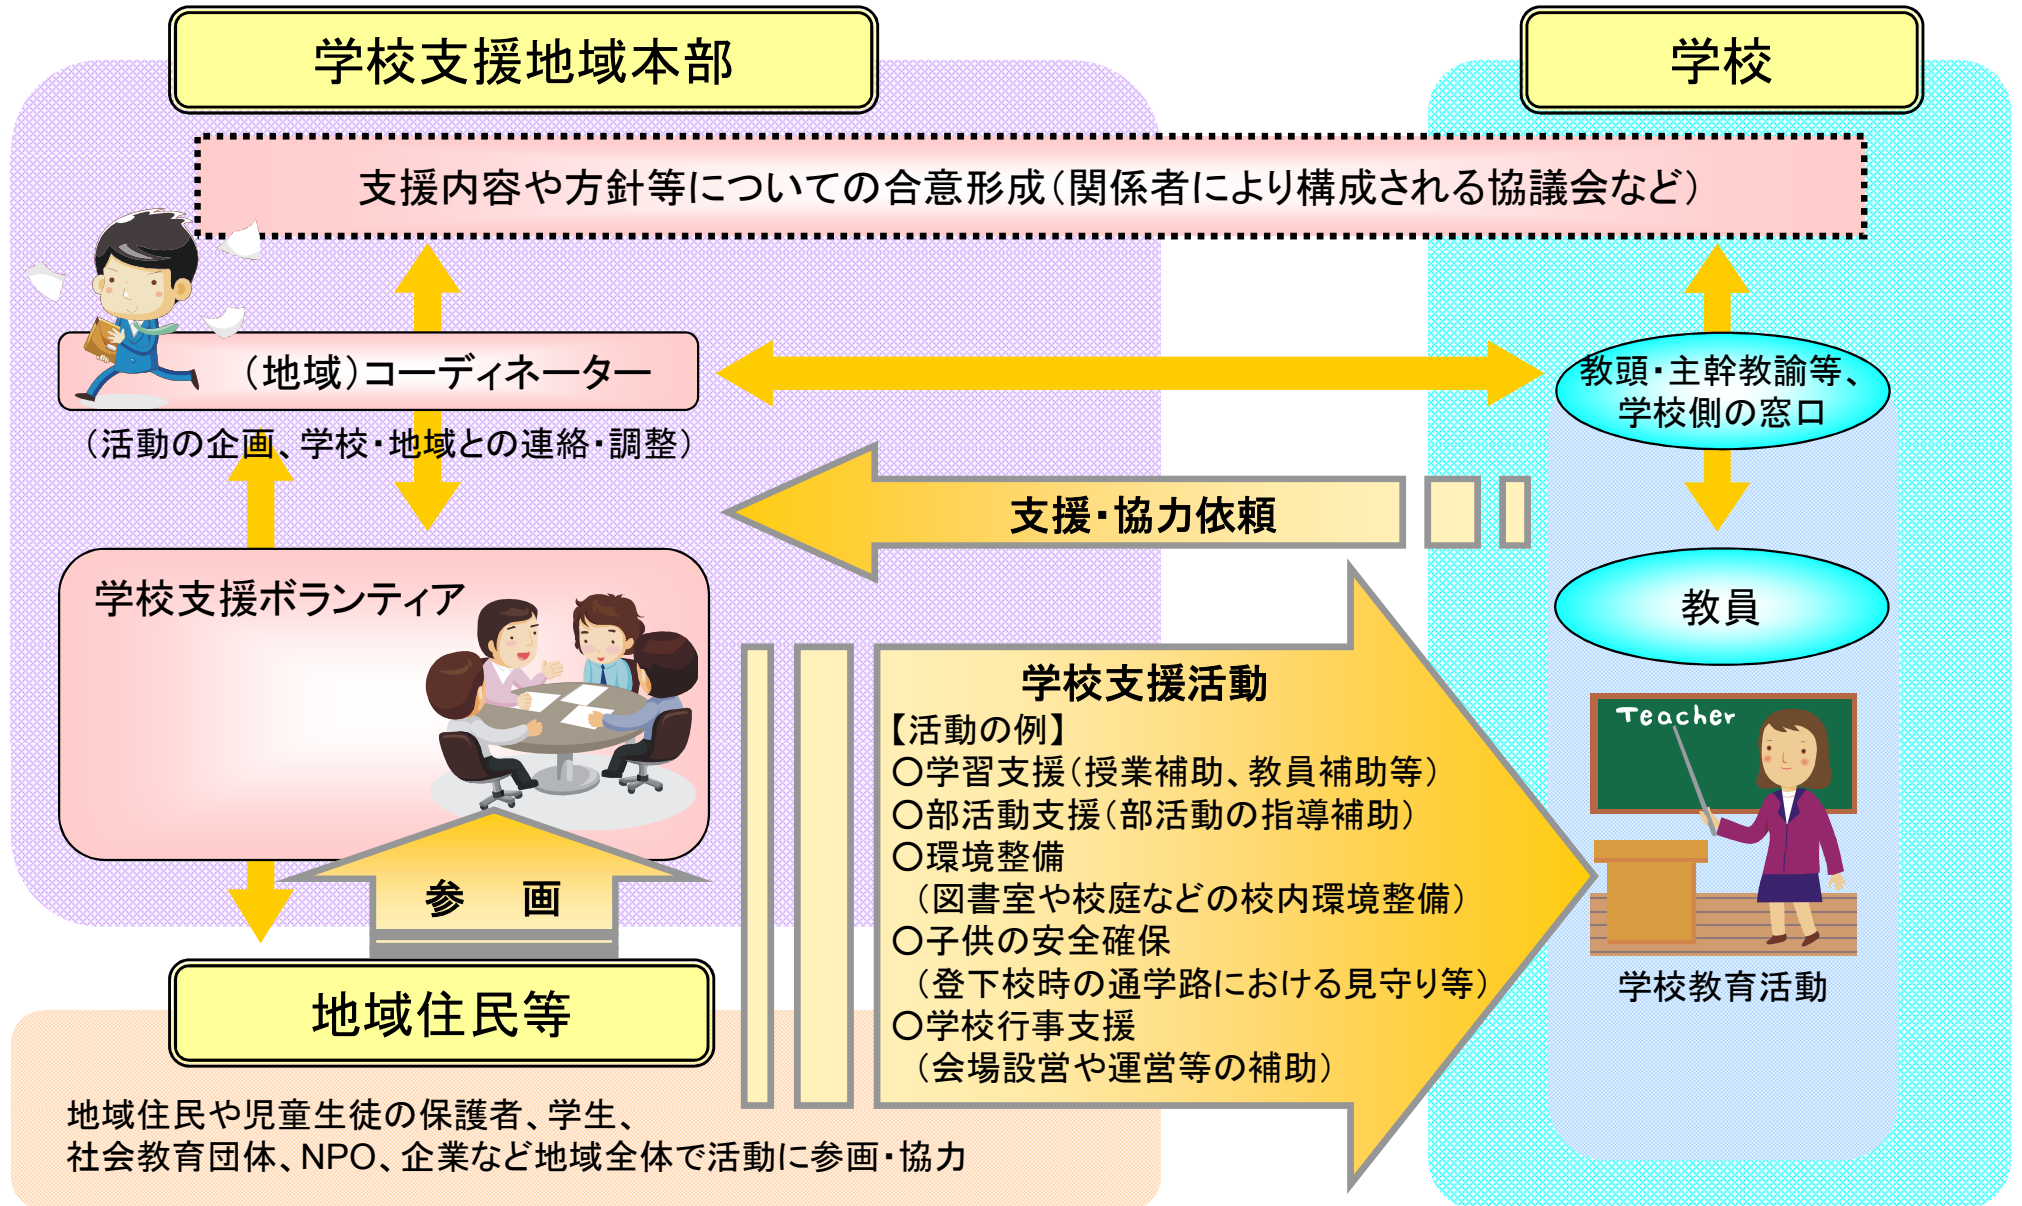 学校支援地域本部
学校
支援内容や方針等についての合意形成（関係者により構成される協議会など）
（地域）コーディネーター
（活動の企画、学校・地域との連絡・調整）
教頭・主幹教諭等、
学校側の窓口
支援・協力依頼
学校支援ボランティア
教員
学校支援活動
【活動の例】
○学習支援（授業補助、教員補助等）
○部活動支援（部活動の指導補助）
○環境整備
（図書室や校庭などの校内環境整備）
○子供の安全確保
（登下校時の通学路における見守り等）
○学校行事支援
（会場設営や運営等の補助）
Teacher
学校教育活動
参　画
地域住民等
地域住民や児童生徒の保護者、学生、
社会教育団体、NPO、企業など地域全体で活動に参画・協力